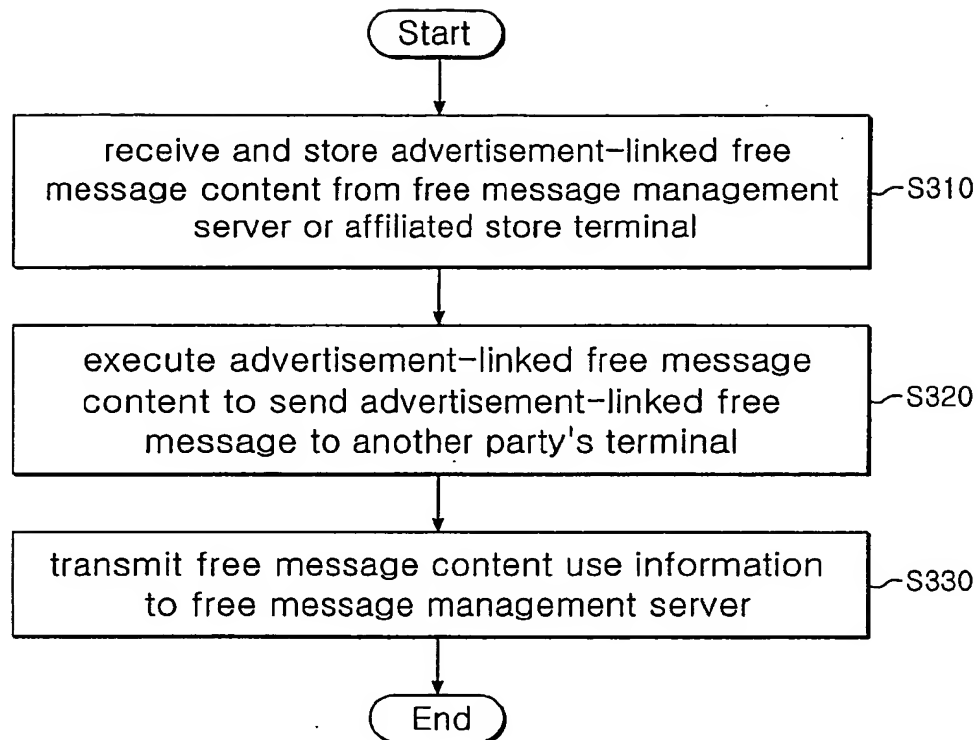 Start
receive and store advertisement-linked free
message content from free message management
server or affiliated store terminal
S310
execute advertisement-linked free message
content to send advertisement-linked free
message to another party's terminal
S320
transmit free message content use information
to free message management server
S330
End